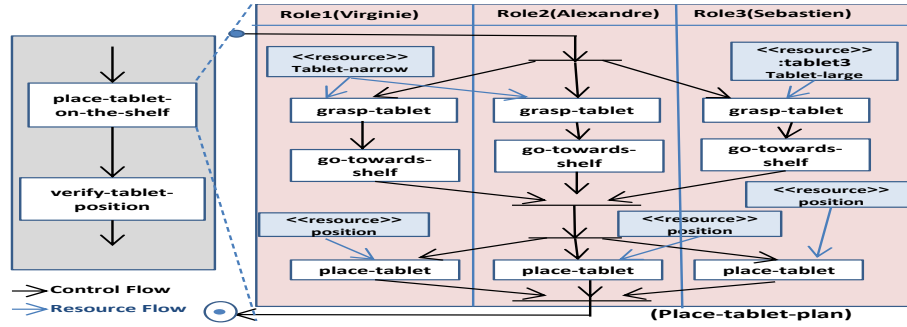 Role1(Virginie)
Role2(Alexandre)
Role3(Sebastien)
<<resource>>
Tablet-narrow
<<resource>>
:tablet3
Tablet-large
place-tablet-
on-the-shelf
grasp-tablet
grasp-tablet
grasp-tablet
go-towards-
shelf
go-towards-
shelf
go-towards-
shelf
verify-tablet-
position
<<resource>>
position
<<resource>>
position
<<resource>>
position
place-tablet
place-tablet
place-tablet
Control Flow
Resource Flow
(Place-tablet-plan)